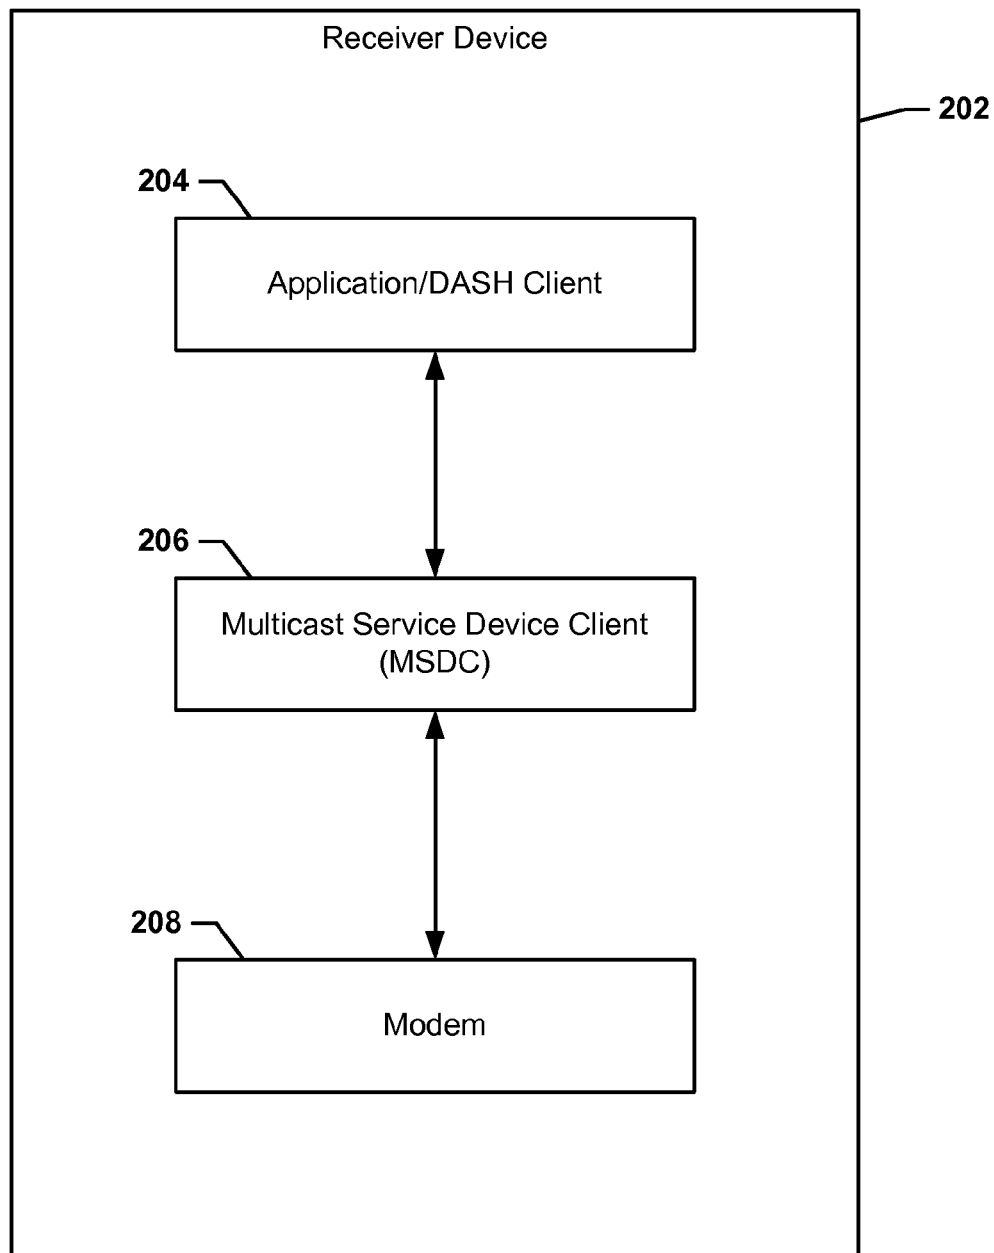 Receiver Device
202
204
Application/DASH Client
206
Multicast Service Device Client
(MSDC)
208
Modem